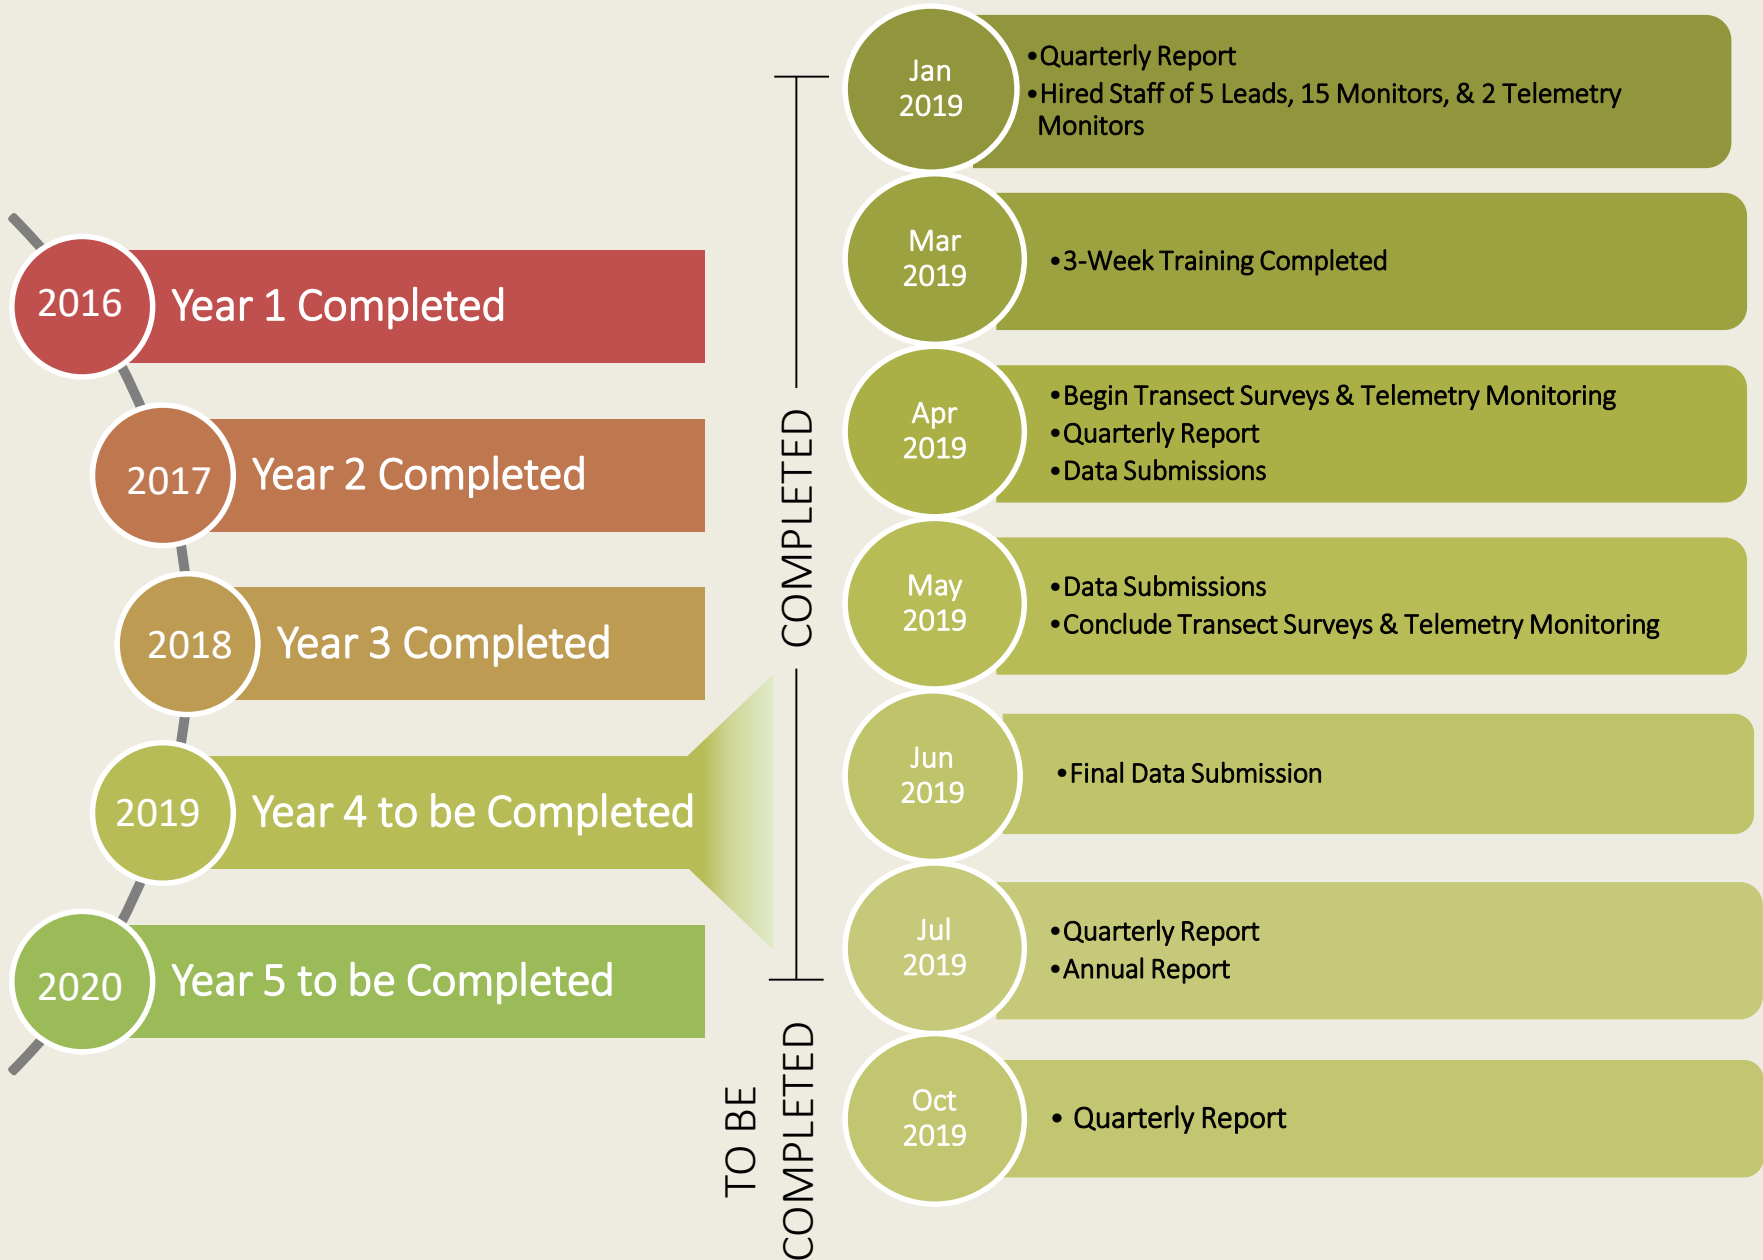 2016
Year 1 Completed
2017
Year 2 Completed
2018
Year 3 Completed
2019
Year 4 to be Completed
2020
Year 5 to be Completed
COMPLETED
TO BE
COMPLETED
Jan
2019
•Quarterly Report
•Hired Staff of 5 Leads, 15 Monitors, & 2 Telemetry
Monitors
Mar
2019
•3-Week Training Completed
Apr
2019
•Begin Transect Surveys & Telemetry Monitoring
•Quarterly Report
•Data Submissions
May
2019
•Data Submissions
•Conclude Transect Surveys & Telemetry Monitoring
Jun
2019
•Final Data Submission
Jul
2019
•Quarterly Report
•Annual Report
Oct
2019
• Quarterly Report